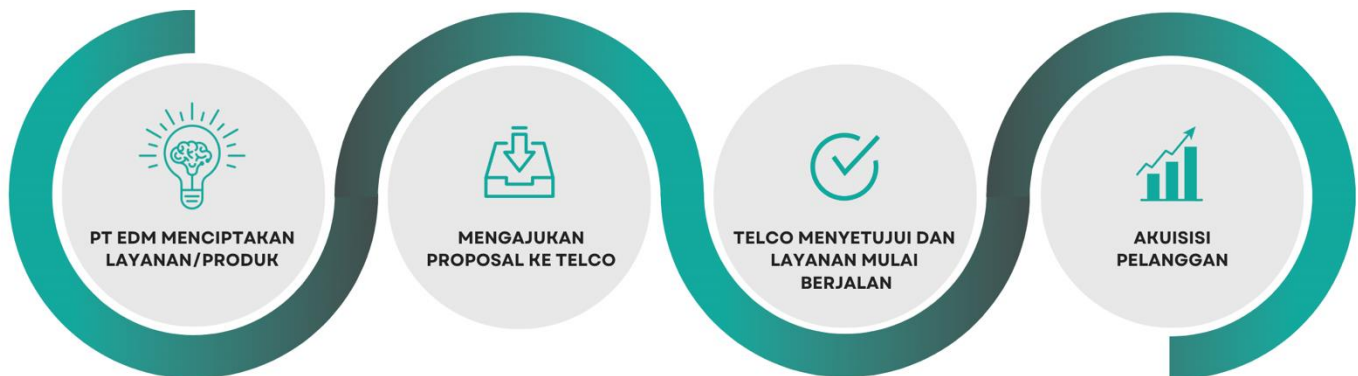 PT EDM MENCIPTAKAN
LAYANAN/PRODUK
MENGAJUKAN
PROPOSAL KE TELCO
TELCO MENYETUJUI DAN
LAYANAN MULAI
BERJALAN
AKUISISI
PELANGGAN